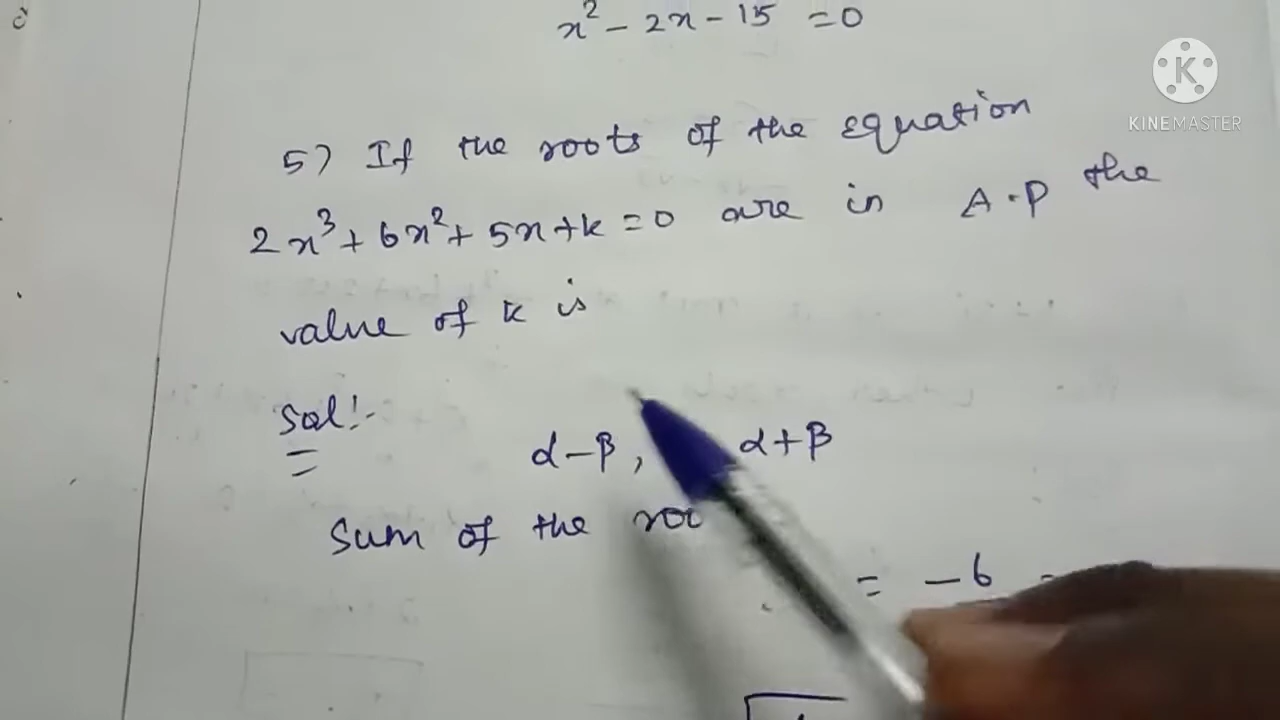 x² - 2x - 15 = 0
K
KINEMASTER
5) If the roots of the equation
2x³ + 6x² + 5x + k = 0 are in A.P the
value of k is
Sol:-
α-β, α+β
Sum of the
= -6